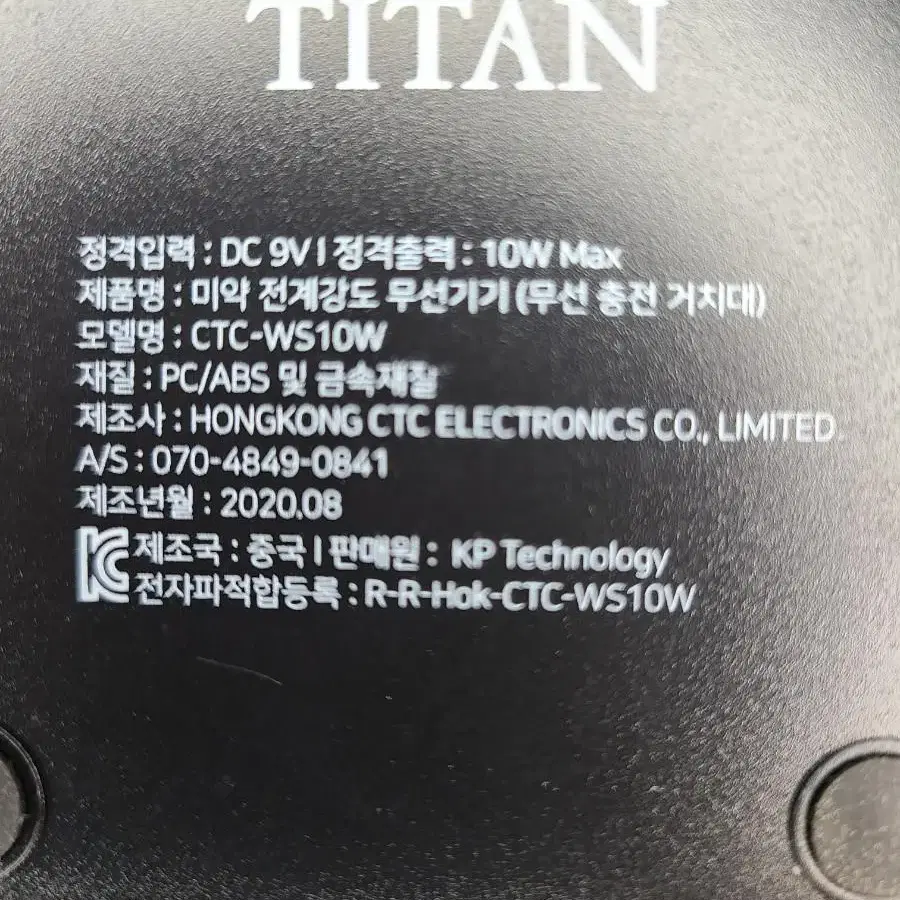 TITAN
정격입력 : DC 9V | 정격출력 : 10W Max
제품명 : 미약 전계강도 무선기기 (무선 충전 거치대)
모델명 : CTC-WS10W
재질 : PC/ABS 및 금속재질
제조사 : HONGKONG CTC ELECTRONICS CO., LIMITED.
A/S : 070-4849-0841
제조년월 : 2020.08
제조국 : 중국 | 판매원 : KP Technology
전자파적합등록 : R-R-Hok-CTC-WS10W